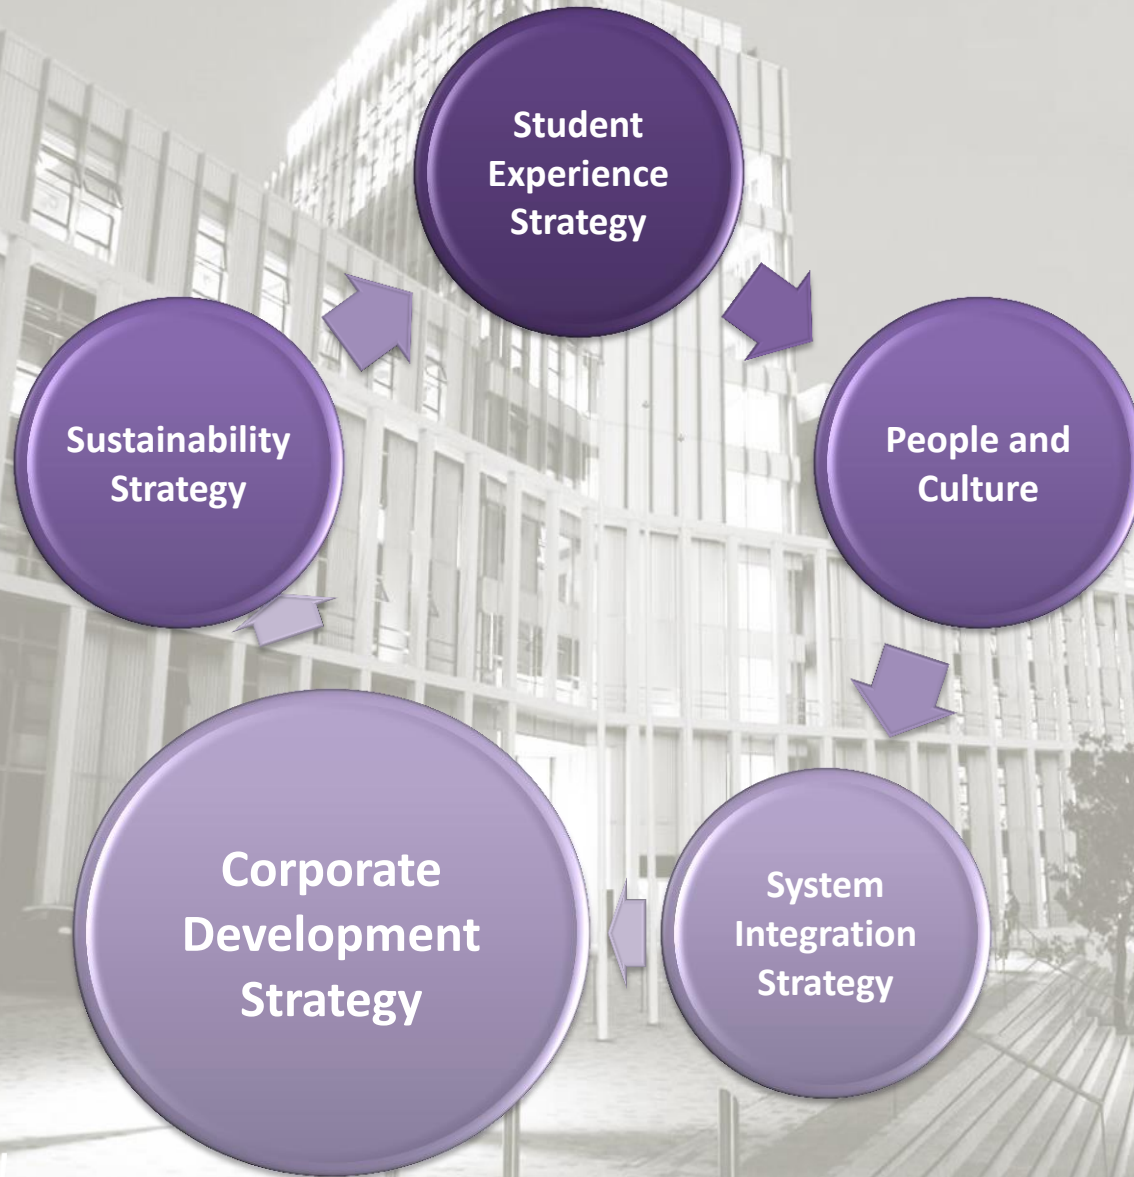 Student
Experience
Strategy
People and
Culture
System
Integration
Strategy
Corporate
Development
Strategy
Sustainability
Strategy